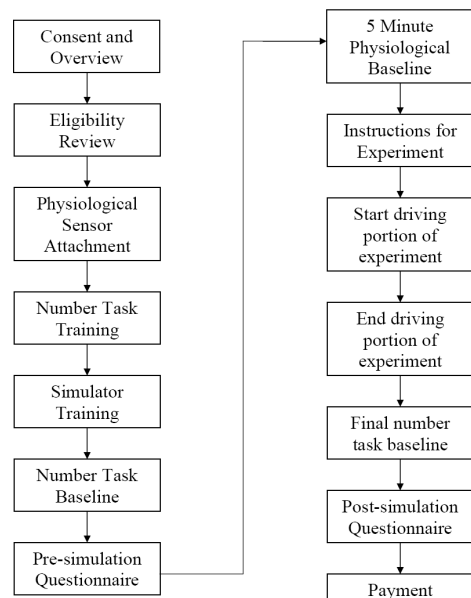 Consent and
Overview
Eligibility
Review
Physiological
Sensor
Attachment
Number Task
Training
Simulator
Training
Number Task
Baseline
Pre-simulation
Questionnaire
5 Minute
Physiological
Baseline
Instructions for
Experiment
Start driving
portion of
experiment
End driving
portion of
experiment
Final number
task baseline
Post-simulation
Questionnaire
Payment